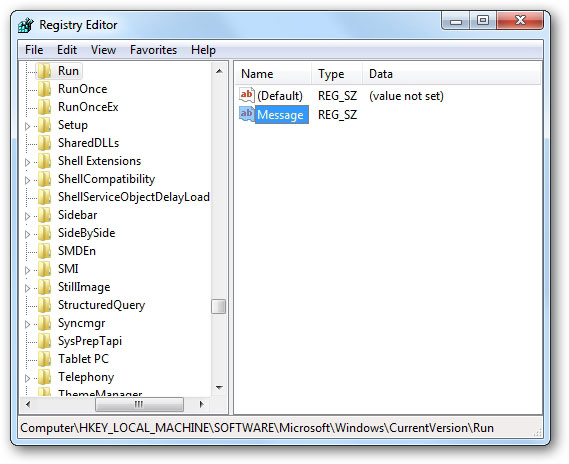 Registry Editor
File Edit View Favorites Help
Run
RunOnce
RunOnceEx
Setup
SharedDLLs
Shell Extensions
ShellCompatibility
ShellServiceObjectDelayLoad
Sidebar
SideBySide
SMDEn
SMI
StillImage
StructuredQuery
Syncmgr
SysPrepTapi
Tablet PC
Telephony
ThemeManager
Name Type Data
ab (Default) REG_SZ (value not set)
ab Message REG_SZ
Computer\HKEY_LOCAL_MACHINE\SOFTWARE\Microsoft\Windows\CurrentVersion\Run